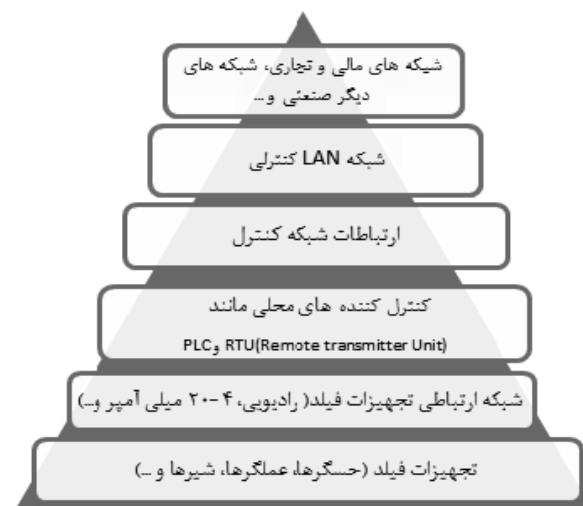 شبکه های مالی و تجاری، شبکه های
دیگر صنعتی و...
شبکه LAN کنترلی
ارتباطات شبکه کنترل
کنترل کننده های محلی مانند
RTU(Remote transmitter Unit) وPLC
شبکه ارتباطی تجهیزات فیلد( رادیویی، ۴ -۲۰ میلی آمپر و...)
تجهیزات فیلد (حسگرها، عملگرها، شیرها و ...)